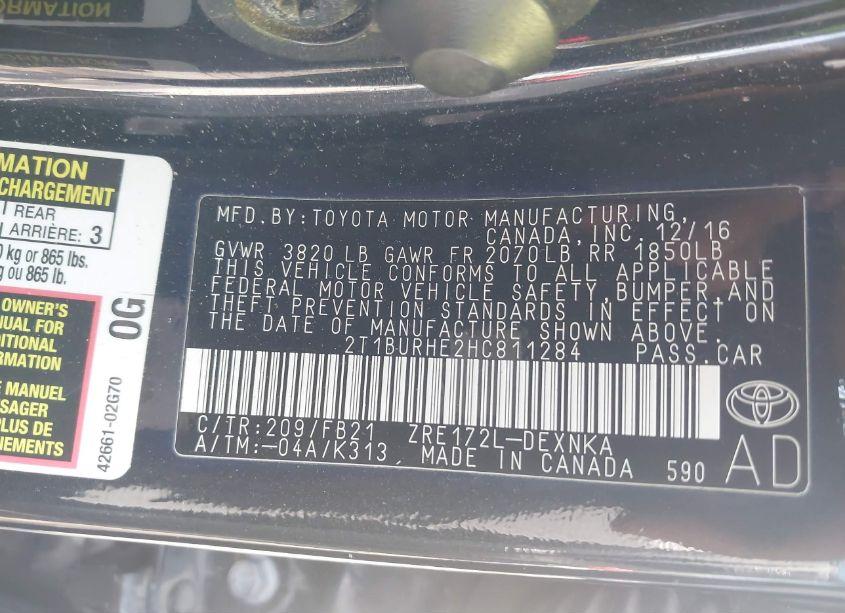 RMATION
MATION
CHARGEMENT
REAR
ARRIÈRE: 3
kg or 865 lbs.
ou 865 lb.
OWNER'S
UAL FOR
ITIONAL
ORMATION
E MANUEL
SAGER
PLUS
NEMENTS
0G
42661-02G70
MFD.BY:TOYOTA MOTOR MANUFACTURING,
CANADA,INC. 12/16
GVWR 3820 LB GAWR FR 2070LB RR 1850LB
THIS VEHICLE CONFORMS TO ALL APPLICABLE
FEDERAL MOTOR VEHICLE SAFETY,BUMPER,AND
THEFT PREVENTION STANDARDS IN EFFECT ON
THE DATE OF MANUFACTURE SHOWN ABOVE.
2T1BURHE2HC811284 PASS.CAR
C/TR:209/FB21 ZRE172L-DEXNKA
A/TM:-04A/K313 MADE IN CANADA 590
AD